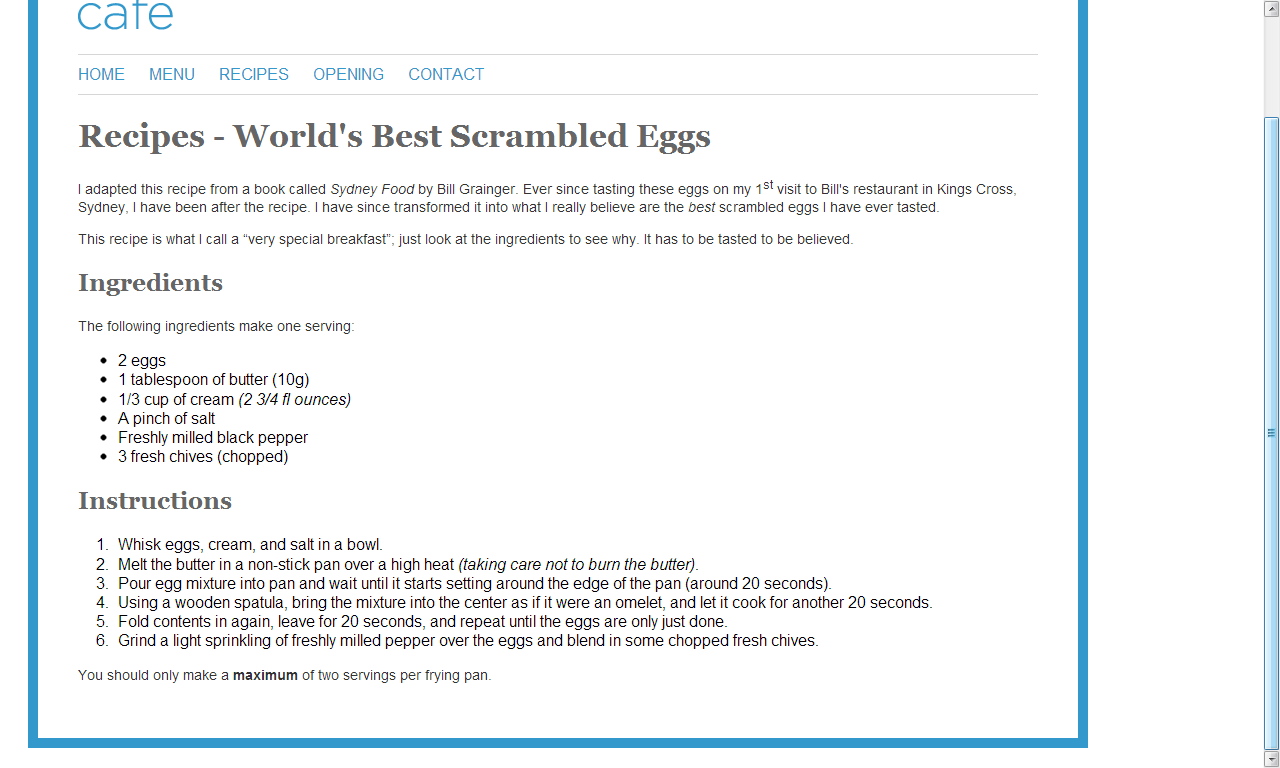 cafe
HOME MENU RECIPES OPENING CONTACT
Recipes - World's Best Scrambled Eggs
I adapted this recipe from a book called Sydney Food by Bill Grainger. Ever since tasting these eggs on my 1st visit to Bill's restaurant in Kings Cross,
Sydney, I have been after the recipe. I have since transformed it into what I really believe are the best scrambled eggs I have ever tasted.
This recipe is what I call a “very special breakfast”; just look at the ingredients to see why. It has to be tasted to be believed.
Ingredients
The following ingredients make one serving:
• 2 eggs
• 1 tablespoon of butter (10g)
• 1/3 cup of cream (2 3/4 fl ounces)
• A pinch of salt
• Freshly milled black pepper
• 3 fresh chives (chopped)
Instructions
1. Whisk eggs, cream, and salt in a bowl.
2. Melt the butter in a non-stick pan over a high heat (taking care not to burn the butter).
3. Pour egg mixture into pan and wait until it starts setting around the edge of the pan (around 20 seconds).
4. Using a wooden spatula, bring the mixture into the center as if it were an omelet, and let it cook for another 20 seconds.
5. Fold contents in again, leave for 20 seconds, and repeat until the eggs are only just done.
6. Grind a light sprinkling of freshly milled pepper over the eggs and blend in some chopped fresh chives.
You should only make a maximum of two servings per frying pan.